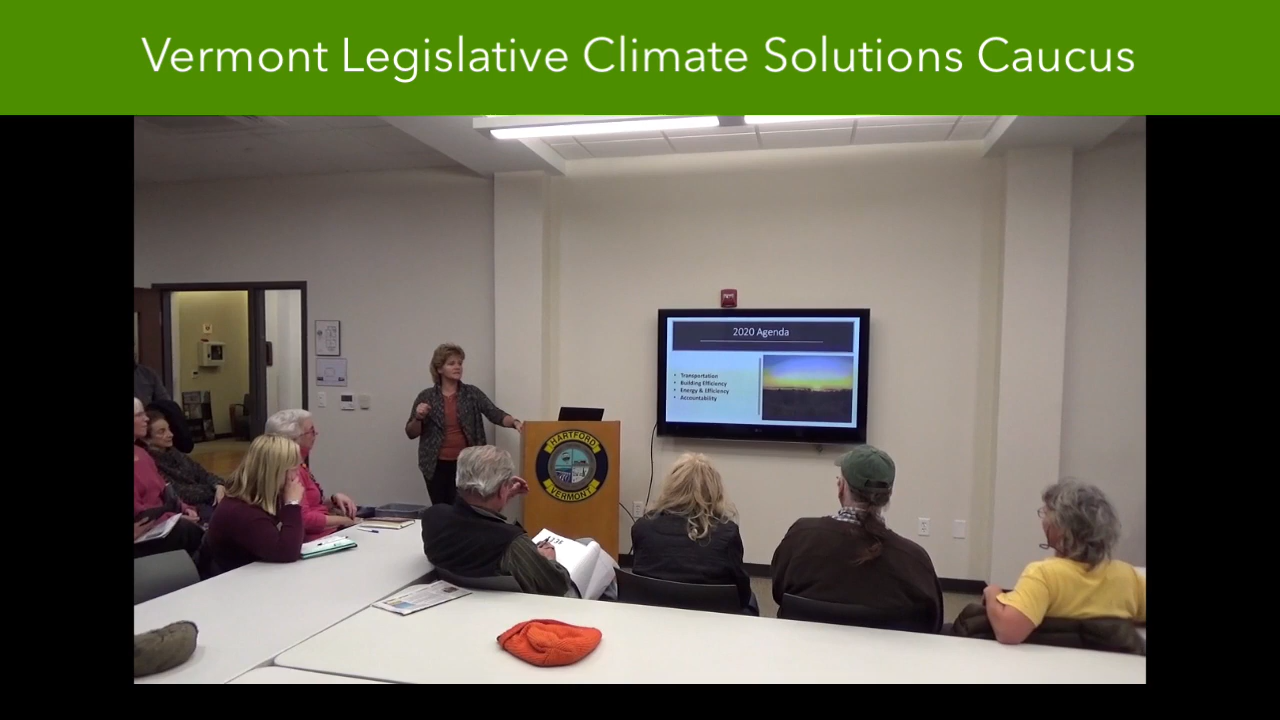 Vermont Legislative Climate Solutions Caucus
2020 Agenda
• Transportation
• Building Efficiency
• Energy & Efficiency
• Accountability
HARTFORD
VERMONT